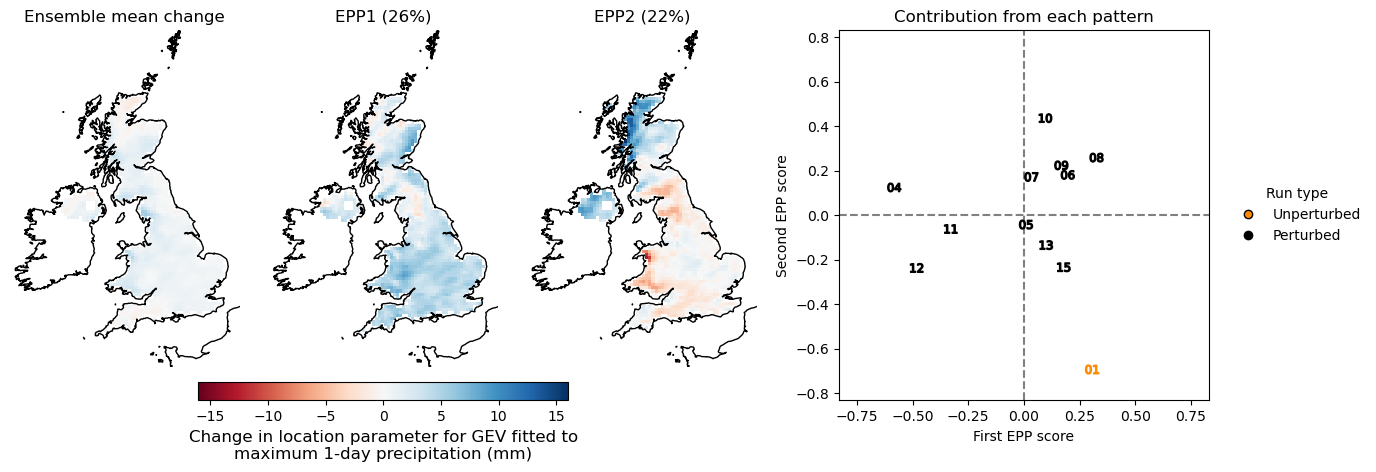 Ensemble mean change
EPP1 (26%)
EPP2 (22%)
Contribution from each pattern
−15 −10 −5 0 5 10 15
Change in location parameter for GEV fitted to
maximum 1-day precipitation (mm)
Second EPP score
0.8
0.6
0.4
0.2
0.0
−0.2
−0.4
−0.6
−0.8
10
08
09
06
07
04
05
11
13
12
15
01
−0.75 −0.50 −0.25 0.00 0.25 0.50 0.75
First EPP score
Run type
Unperturbed
Perturbed